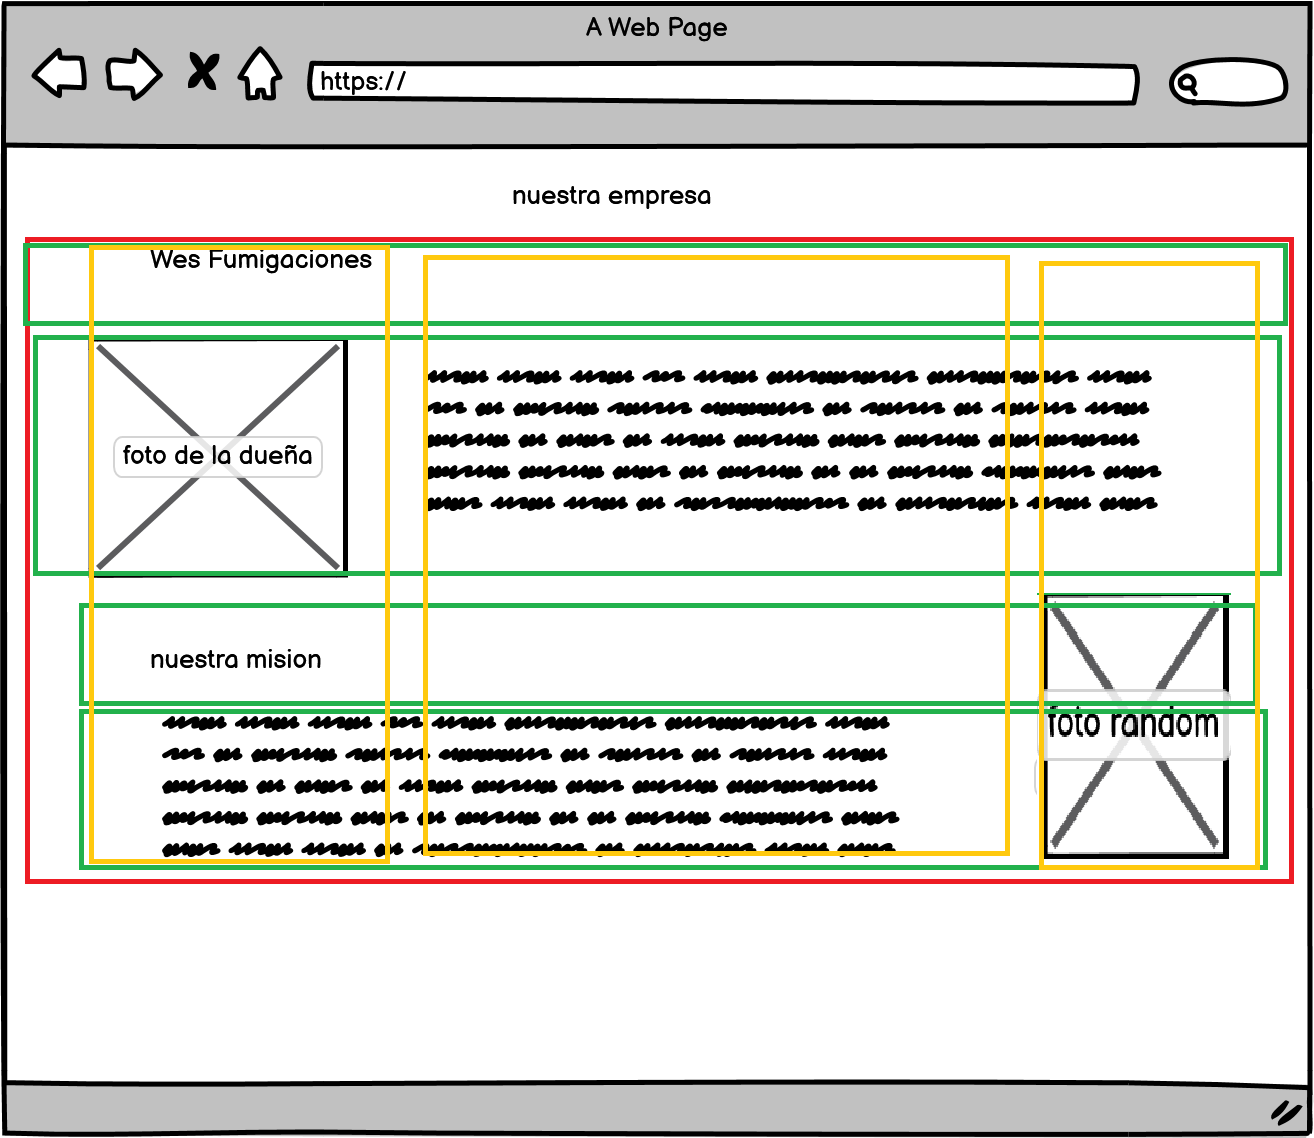 A Web Page
https://
nuestra empresa
Wes Fumigaciones
foto de la dueña
nuestra mision
foto random